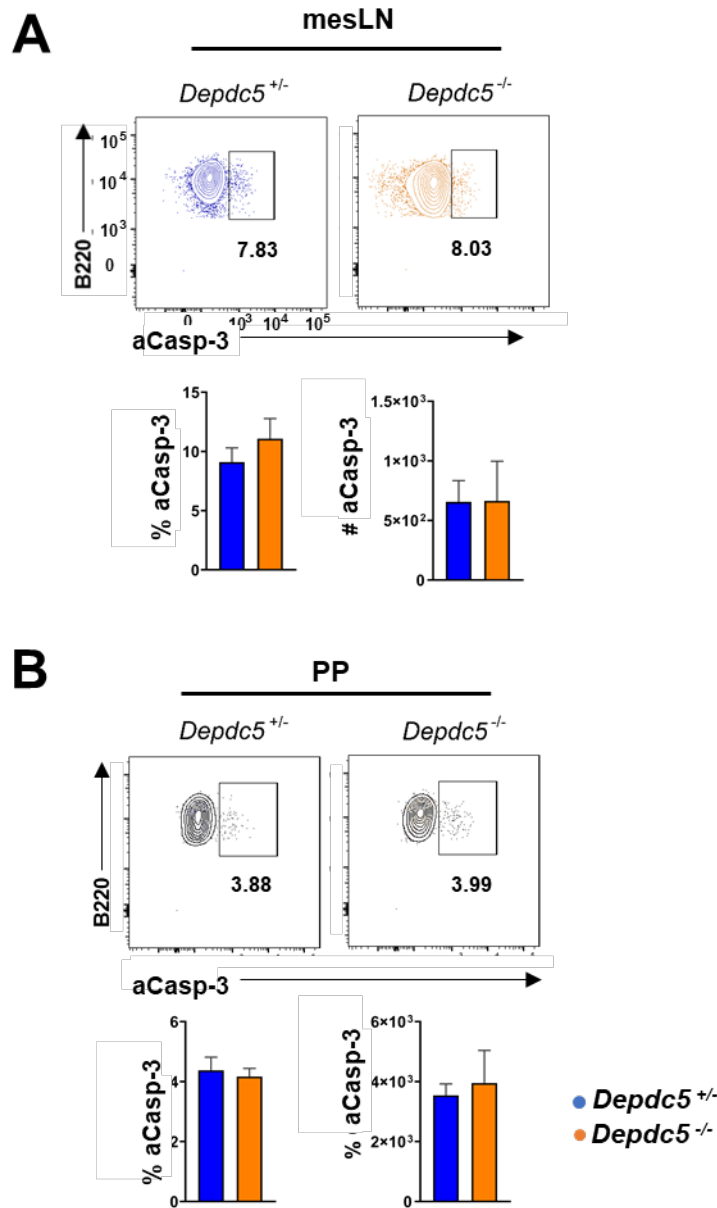 A
mesLN
Depdc5+/- Depdc5-/-
B220
10⁵
10⁴
10³
0
7.83
8.03
0 10³ 10⁴ 10⁵
aCasp-3
% aCasp-3
15
10
5
0
# aCasp-3
1.5×10³
1×10³
5×10²
0
B
PP
Depdc5+/- Depdc5-/-
B220
3.88
3.99
aCasp-3
% aCasp-3
6
4
2
0
% aCasp-3
6×10³
4×10³
2×10³
0
Depdc5+/-
Depdc5-/-